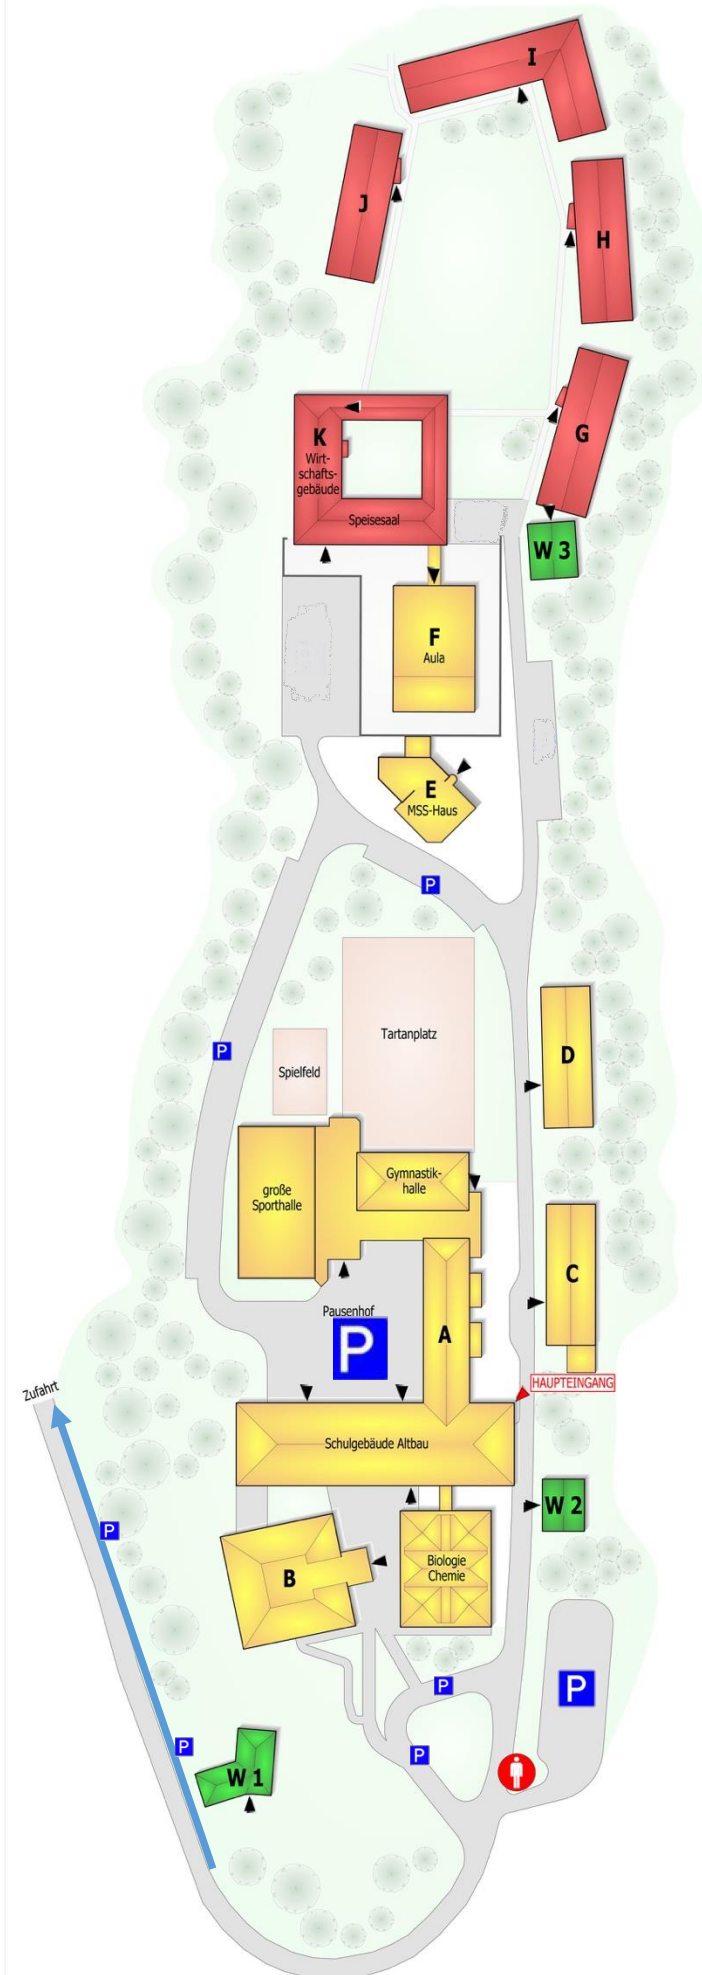 I
J
H
G
K
Wirt-
schafts-
gebäude
Speisesaal
W 3
F
Aula
E
MSS-Haus
P
Tartanplatz
P
D
Spielfeld
Gymnastik-
halle
große
Sporthalle
C
Pausenhof
P
A
Zufahrt
HAUPTEINGANG
Schulgebäude Altbau
W 2
P
Biologie
Chemie
B
P
P
P
P
P
W 1